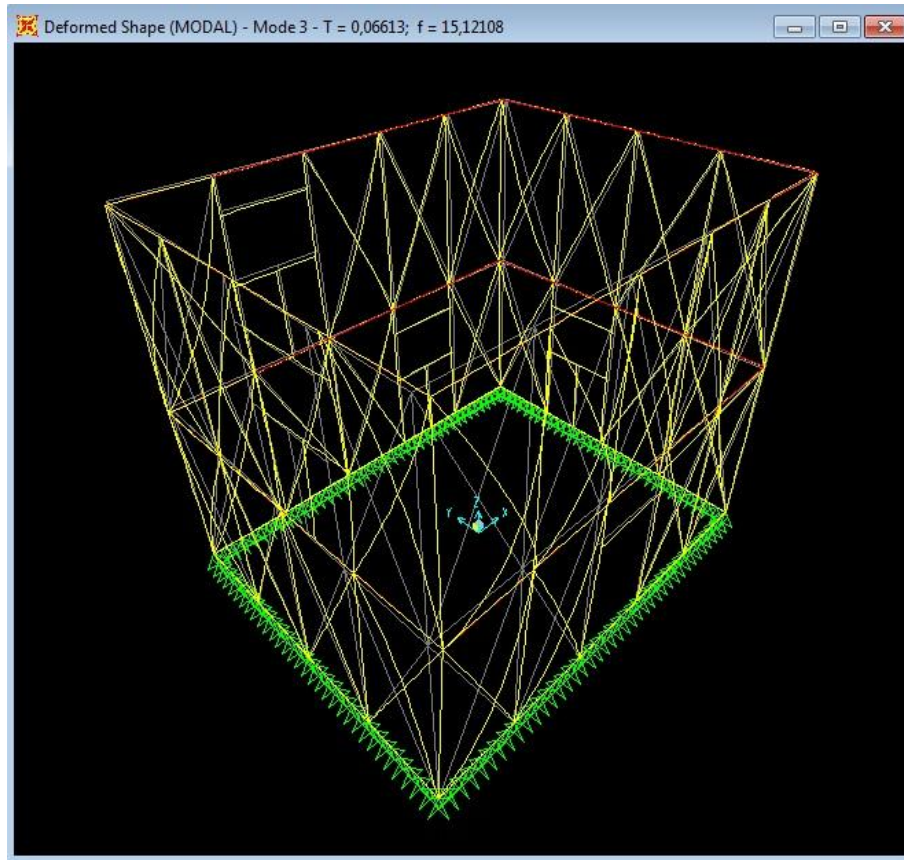 Deformed Shape (MODAL) - Mode 3 - T = 0,06613; f = 15,12108
Z
Y
X